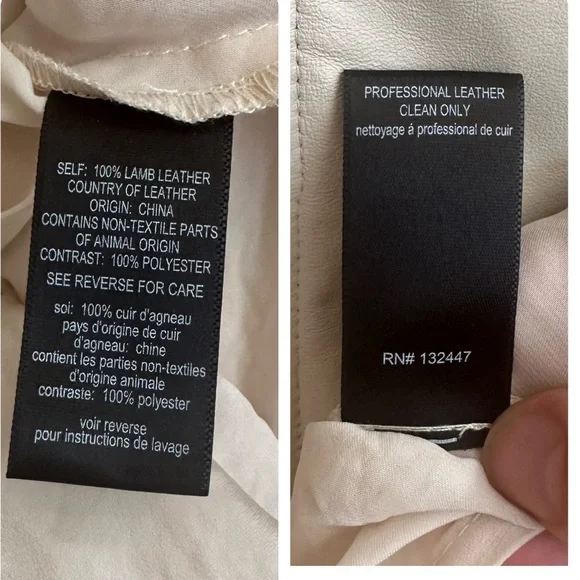 SELF: 100% LAMB LEATHER
COUNTRY OF LEATHER
ORIGIN: CHINA
CONTAINS NON-TEXTILE PARTS
OF ANIMAL ORIGIN
CONTRAST: 100% POLYESTER
SEE REVERSE FOR CARE
soi: 100% cuir d'agneau
pays d'origine de cuir
d'agneau: chine
contient les parties non-textiles
d'origine animale
contraste: 100% polyester
voir reverse
pour instructions de lavage
PROFESSIONAL LEATHER
CLEAN ONLY
nettoyage á professional de cuir
RN# 132447